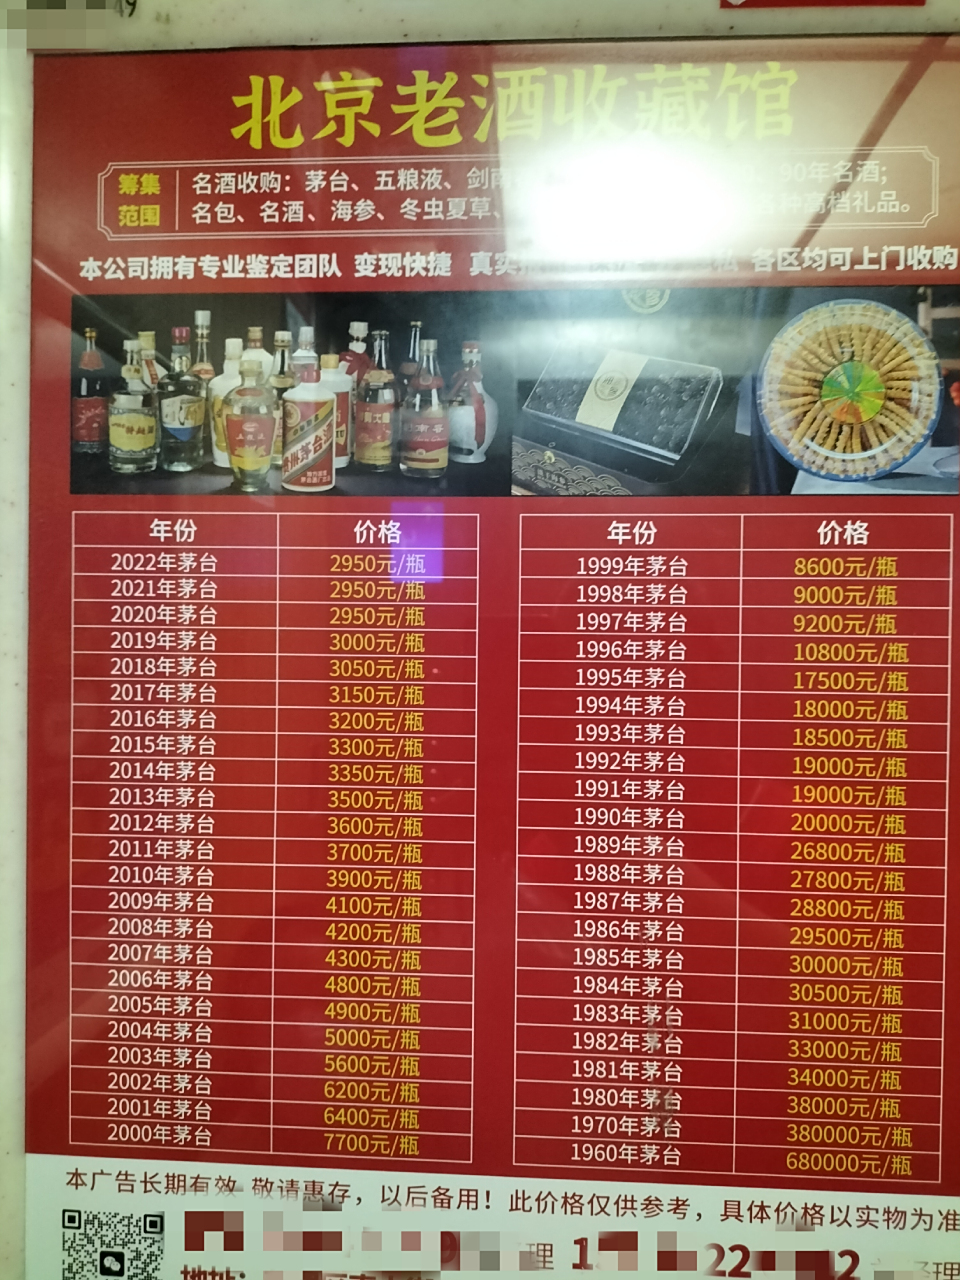 北京老酒收藏馆
筹集 范围
名酒收购：茅台、五粮液、剑南 90年名酒；
名包、名酒、海参、冬虫夏草、 各种高档礼品。
本公司拥有专业鉴定团队 变现快捷 真实 私 各区均可上门收购
年份 价格
2022年茅台 2950元/瓶
2021年茅台 2950元/瓶
2020年茅台 2950元/瓶
2019年茅台 3000元/瓶
2018年茅台 3050元/瓶
2017年茅台 3150元/瓶
2016年茅台 3200元/瓶
2015年茅台 3300元/瓶
2014年茅台 3350元/瓶
2013年茅台 3500元/瓶
2012年茅台 3600元/瓶
2011年茅台 3700元/瓶
2010年茅台 3900元/瓶
2009年茅台 4100元/瓶
2008年茅台 4200元/瓶
2007年茅台 4300元/瓶
2006年茅台 4800元/瓶
2005年茅台 4900元/瓶
2004年茅台 5000元/瓶
2003年茅台 5600元/瓶
2002年茅台 6200元/瓶
2001年茅台 6400元/瓶
2000年茅台 7700元/瓶
年份 价格
1999年茅台 8600元/瓶
1998年茅台 9000元/瓶
1997年茅台 9200元/瓶
1996年茅台 10800元/瓶
1995年茅台 17500元/瓶
1994年茅台 18000元/瓶
1993年茅台 18500元/瓶
1992年茅台 19000元/瓶
1991年茅台 19000元/瓶
1990年茅台 20000元/瓶
1989年茅台 26800元/瓶
1988年茅台 27800元/瓶
1987年茅台 28800元/瓶
1986年茅台 29500元/瓶
1985年茅台 30000元/瓶
1984年茅台 30500元/瓶
1983年茅台 31000元/瓶
1982年茅台 33000元/瓶
1981年茅台 34000元/瓶
1980年茅台 38000元/瓶
1970年茅台 380000元/瓶
1960年茅台 680000元/瓶
本广告长期有效 敬请惠存，以后备用！此价格仅供参考，具体价格以实物为准
理 22 2 经理
地址：